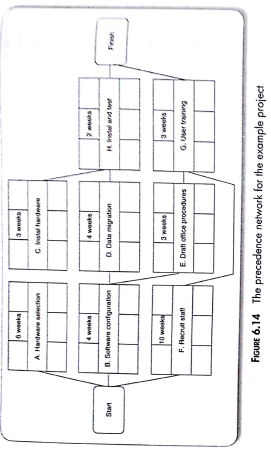 Start
6 weeks
A. Hardware selection
4 weeks
B. Software configuration
10 weeks
F. Recruit staff
3 weeks
C. Instal hardware
4 weeks
D. Data migration
3 weeks
E. Draft office procedures
2 weeks
H. Instal and test
3 weeks
G. User training
Finish
FIGURE 6.14 The precedence network for the example project